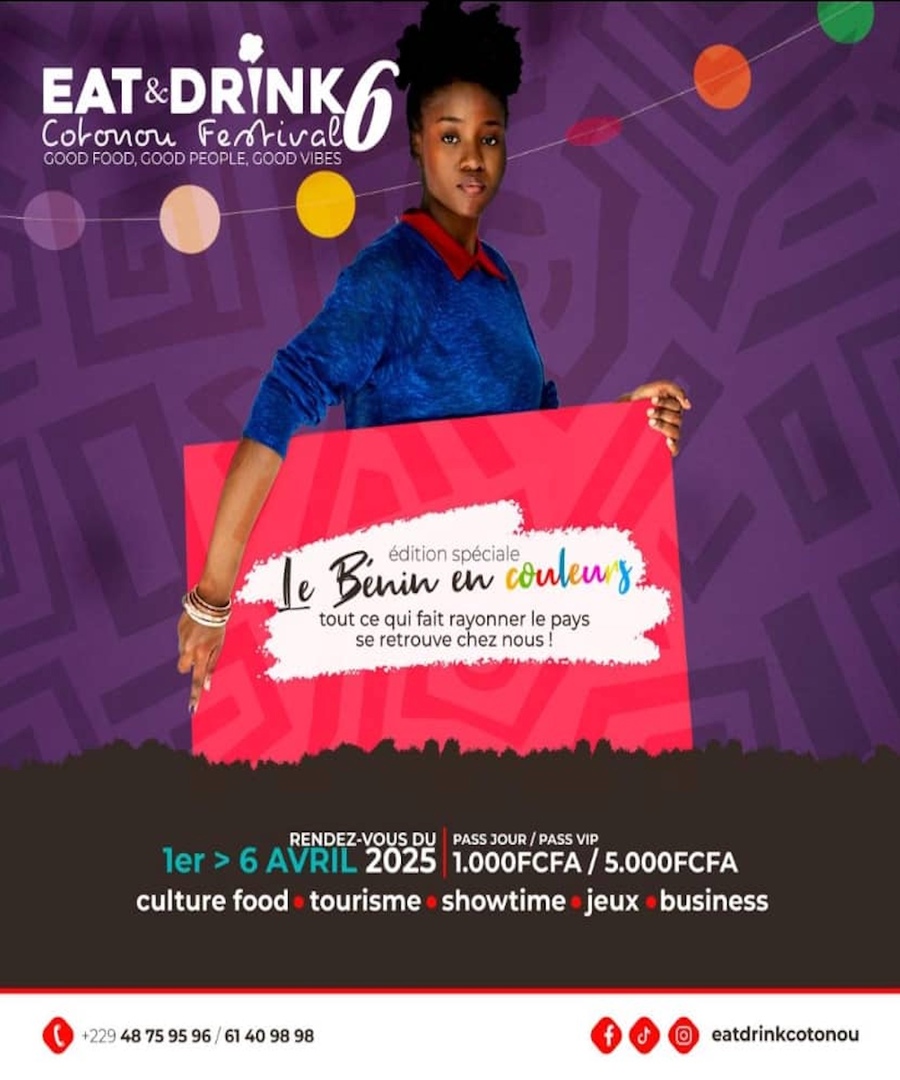 EAT&DRINK 6
Cotonou Festival
GOOD FOOD, GOOD PEOPLE, GOOD VIBES
édition spéciale
Le Bénin en couleurs
tout ce qui fait rayonner le pays
se retrouve chez nous !
RENDEZ-VOUS DU
1er > 6 AVRIL 2025
PASS JOUR / PASS VIP
1.000FCFA / 5.000FCFA
culture food • tourisme • showtime • jeux • business
+229 48 75 95 96 / 61 40 98 98
eatdrinkcotonou